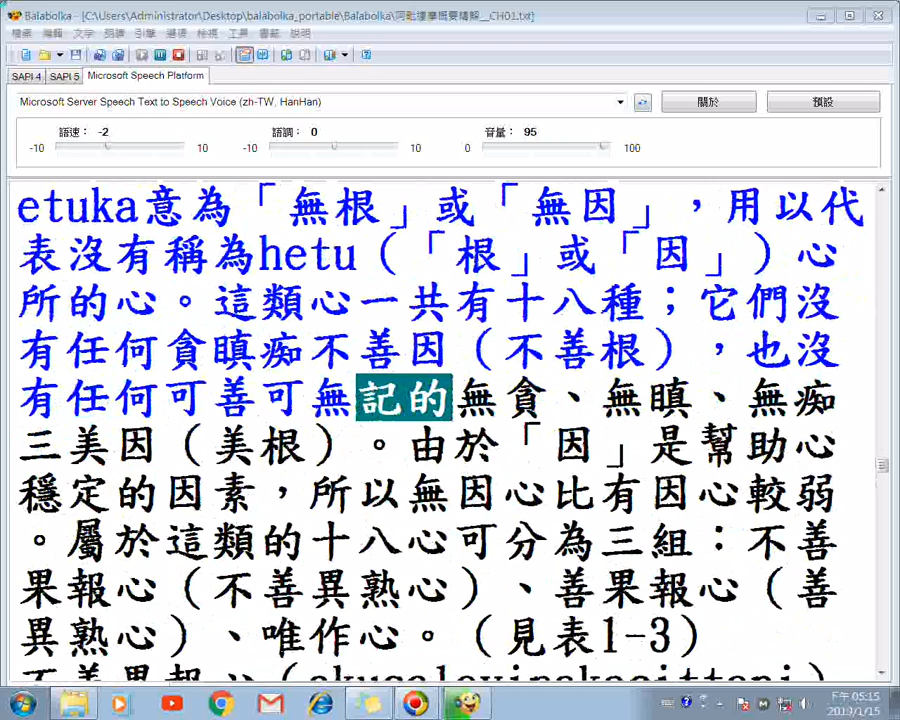 Balabolka - [C:\Users\Administrator\Desktop\balabolka_portable\Balabolka\阿毗達摩概要精解__CH01.txt]
檔案 編輯 文字 朗讀 引擎 選項 檢視 工具 書籤 說明
SAPI 4 SAPI 5 Microsoft Speech Platform
Microsoft Server Speech Text to Speech Voice (zh-TW, HanHan) 關於 預設
語速： -2 語調： 0 音量： 95
-10 10 -10 10 0 100
etuka意為「無根」或「無因」，用以代
表沒有稱為hetu（「根」或「因」）心
所的心。這類心一共有十八種；它們沒
有任何貪瞋痴不善因（不善根），也沒
有任何可善可無記的無貪、無瞋、無痴
三美因（美根）。由於「因」是幫助心
穩定的因素，所以無因心比有因心較弱
。屬於這類的十八心可分為三組：不善
果報心（不善異熟心）、善果報心（善
異熟心）、唯作心。（見表1-3）
不善果報心（akusalavipakacittani）
下午 05:15
2019/1/15